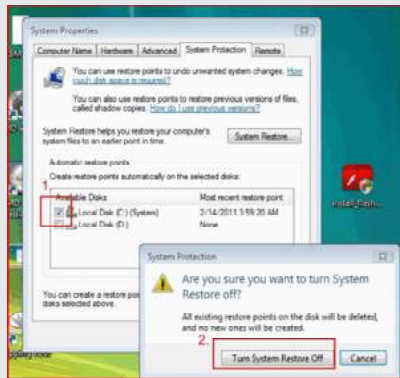 System Properties
Computer Name
Hardware
Advanced
System Protection
Remote
You can use restore points to undo unwanted system changes. How
much disk space is required?
You can also use restore points to restore previous versions of files,
called shadow copies. How do I use previous versions?
System Restore helps you restore your computer's
system files to an earlier point in time.
System Restore...
Automatic restore points
Create restore points automatically on the selected disks:
1.
Available Disks
Most recent restore point
Local Disk (C:) (System)
2/14/2011 3:59:20 AM
Local Disk (D:)
None
You can create a restore poi
disks selected above.
System Protection
Are you sure you want to turn System
Restore off?
All existing restore points on the disk will be deleted,
and no new ones will be created.
2.
Turn System Restore Off
Cancel